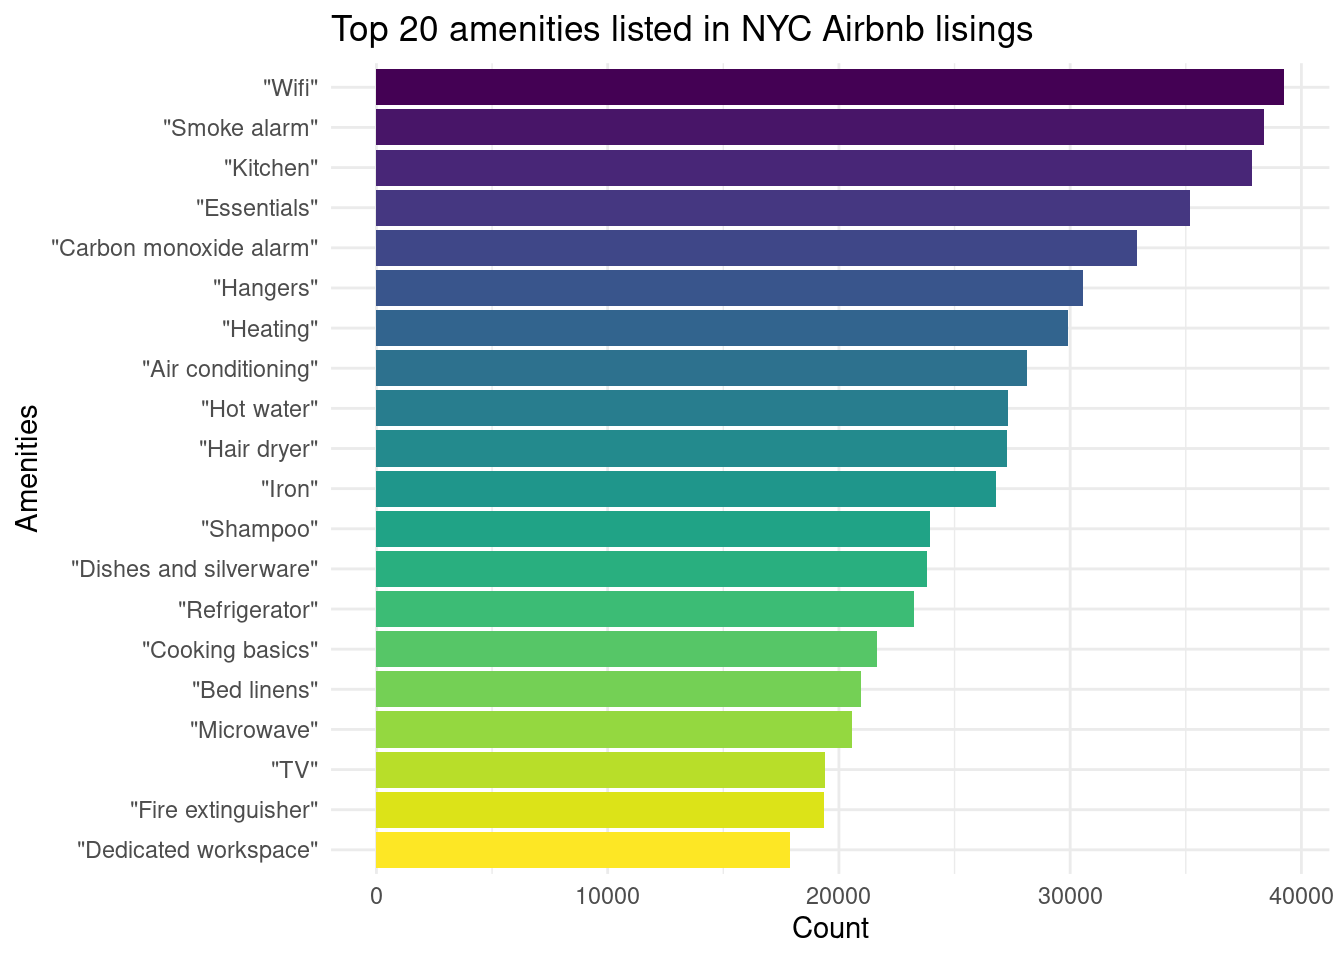 Top 20 amenities listed in NYC Airbnb lisings
"Wifi"
"Smoke alarm"
"Kitchen"
"Essentials"
"Carbon monoxide alarm"
"Hangers"
"Heating"
"Air conditioning"
"Hot water"
"Hair dryer"
"Iron"
"Shampoo"
"Dishes and silverware"
"Refrigerator"
"Cooking basics"
"Bed linens"
"Microwave"
"TV"
"Fire extinguisher"
"Dedicated workspace"
Amenities
0 10000 20000 30000 40000
Count